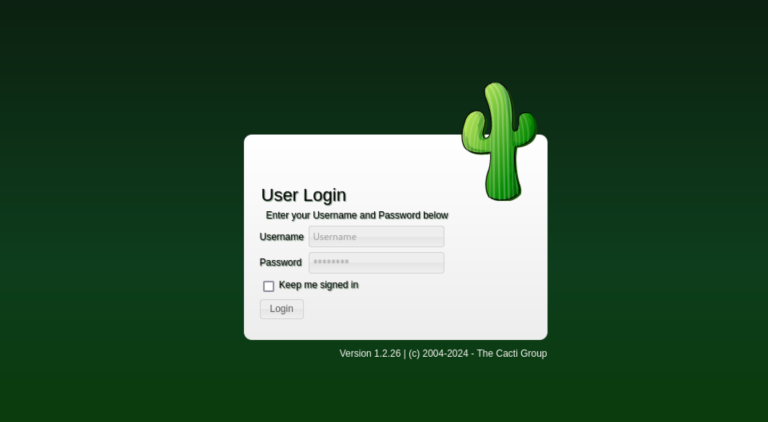 User Login
Enter your Username and Password below
Username Username
Password ********
Keep me signed in
Login
Version 1.2.26 | (c) 2004-2024 - The Cacti Group